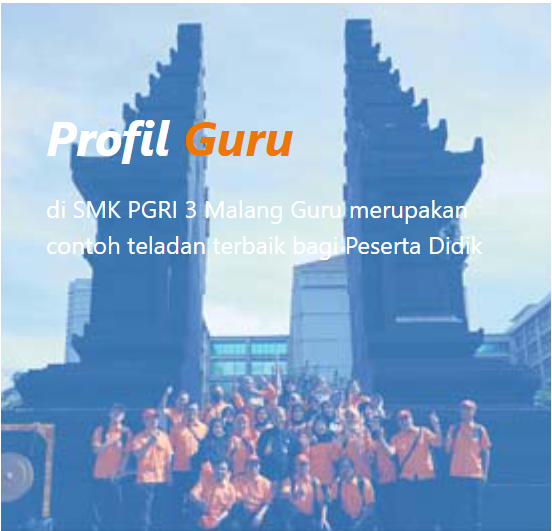 Profil Guru
di SMK PGRI 3 Malang Guru merupakan
contoh teladan terbaik bagi Peserta Didik